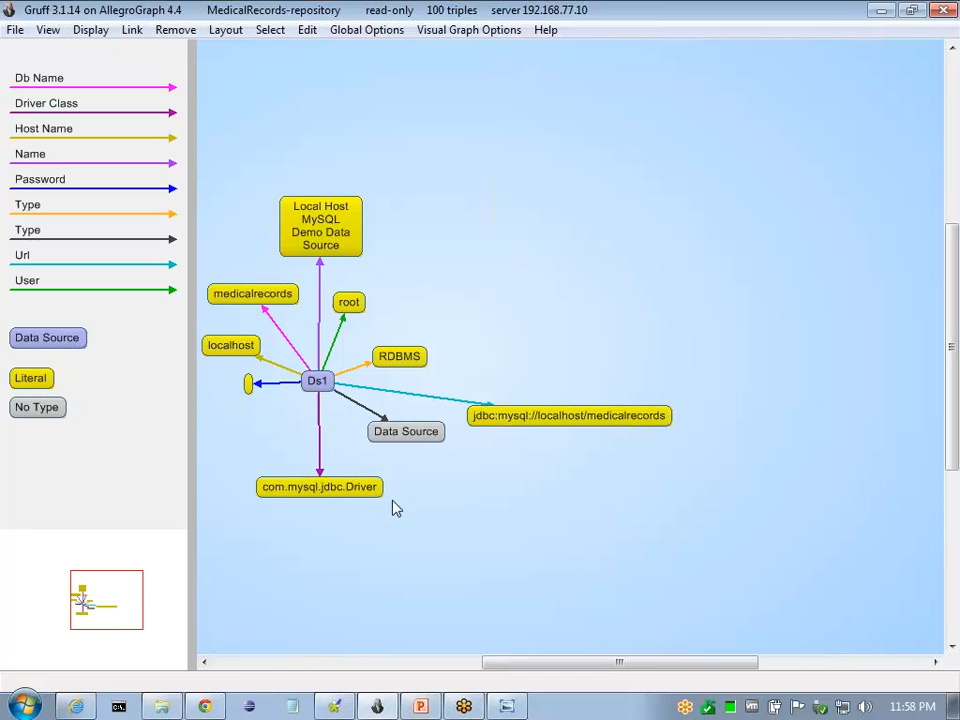 Gruff 3.1.14 on AllegroGraph 4.4 MedicalRecords-repository read-only 100 triples server 192.168.77.10
File View Display Link Remove Layout Select Edit Global Options Visual Graph Options Help
Db Name
Driver Class
Host Name
Name
Password
Type
Type
Url
User
Data Source
Literal
No Type
Local Host
MySQL
Demo Data
Source
medicalrecords
root
localhost
RDBMS
Ds1
jdbc:mysql://localhost/medicalrecords
Data Source
com.mysql.jdbc.Driver
11:58 PM